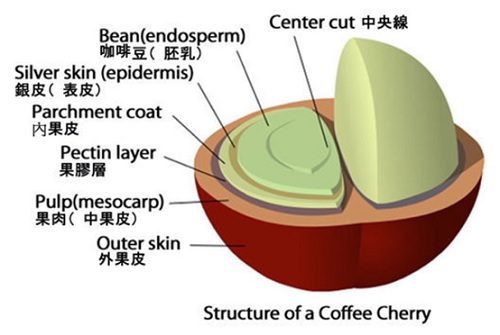 Center cut 中央線
Bean(endosperm)
咖啡豆( 胚乳)
Silver skin (epidermis)
銀皮( 表皮)
Parchment coat
內果皮
Pectin layer
果膠層
Pulp(mesocarp)
果肉( 中果皮)
Outer skin
外果皮
Structure of a Coffee Cherry